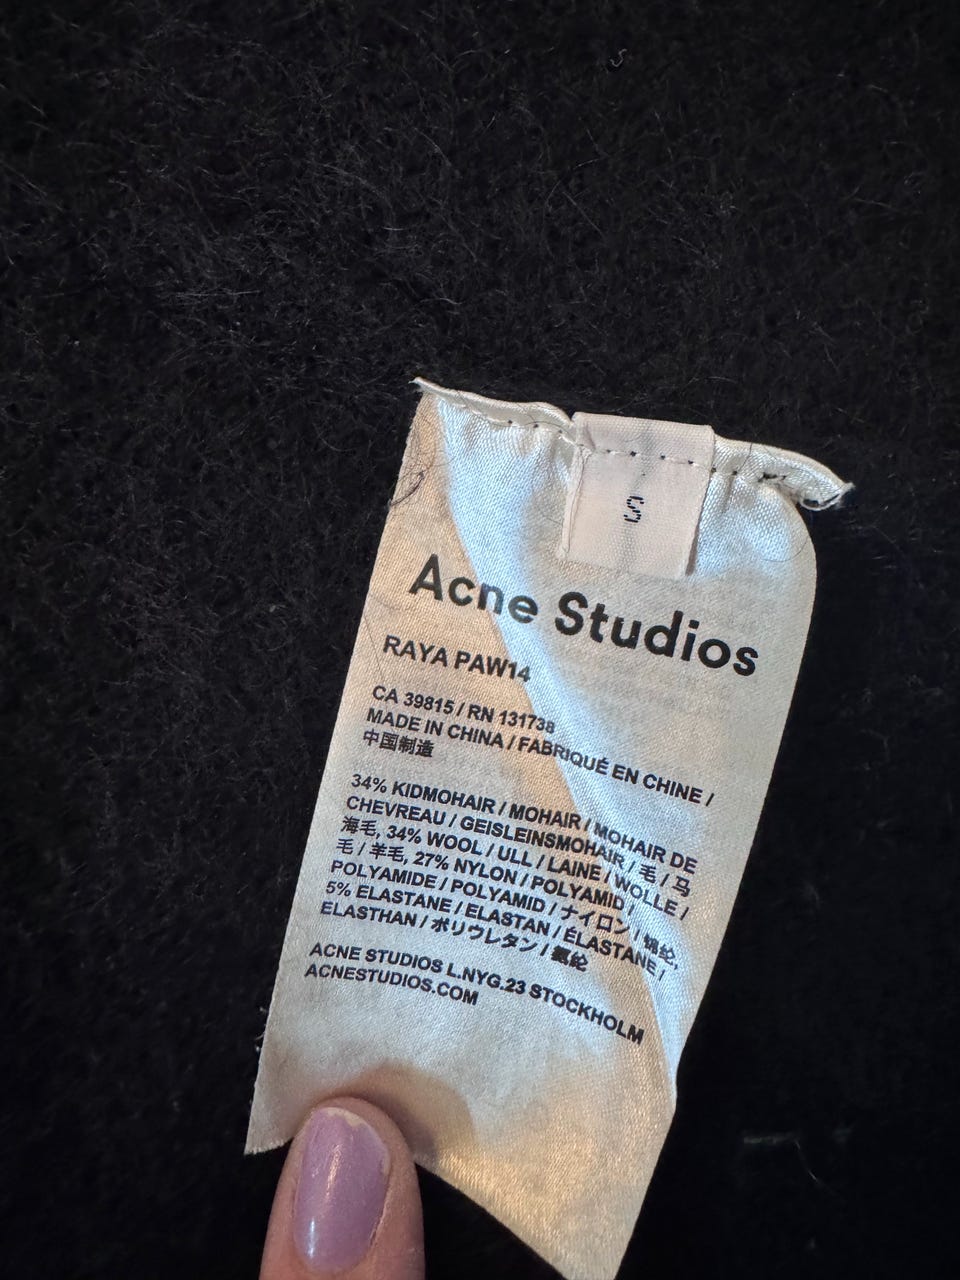 S
Acne Studios
RAYA PAW14
CA 39815 / RN 131738
MADE IN CHINA / FABRIQUÉ EN CHINE /
中国制造
34% KIDMOHAIR / MOHAIR / MOHAIR DE
CHEVREAU / GEISLEINSMOHAIR / 毛 / 马
海毛, 34% WOOL / ULL / LAINE / WOLLE /
毛 / 羊毛, 27% NYLON / POLYAMID /
POLYAMIDE / POLYAMID / ナイロン / 锦纶,
5% ELASTANE / ELASTAN / ÉLASTANE /
ELASTHAN / ポリウレタン / 氨纶
ACNE STUDIOS L.NYG.23 STOCKHOLM
ACNESTUDIOS.COM